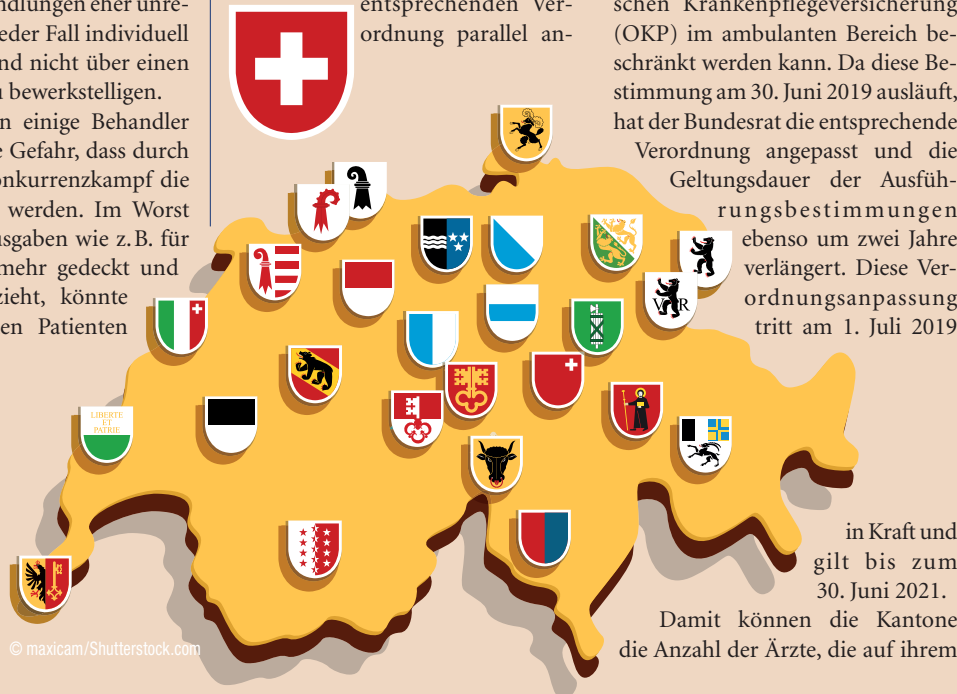 ndlungen eher unre-
eder Fall individuell
nd nicht über einen
bewerkstelligen.
n einige Behandler
Gefahr, dass durch
onkurrenzkampf die
werden. Im Worst
usgaben wie z. B. für
mehr gedeckt und
zieht, könnte
en Patienten
entsprechenden Ver-
ordnung parallel an-
schen Krankenpflegeversicherung
(OKP) im ambulanten Bereich be-
schränkt werden kann. Da diese Be-
stimmung am 30. Juni 2019 ausläuft,
hat der Bundesrat die entsprechende
Verordnung angepasst und die
Geltungsdauer der Ausfüh-
rungsbestimmungen
ebenso um zwei Jahre
verlängert. Diese Ver-
ordnungsanpassung
tritt am 1. Juli 2019
in Kraft und
gilt bis zum
30. Juni 2021.
Damit können die Kantone
die Anzahl der Ärzte, die auf ihrem
V R
LIBERTE
ET
PATRIE
© maxicam/Shutterstock.com